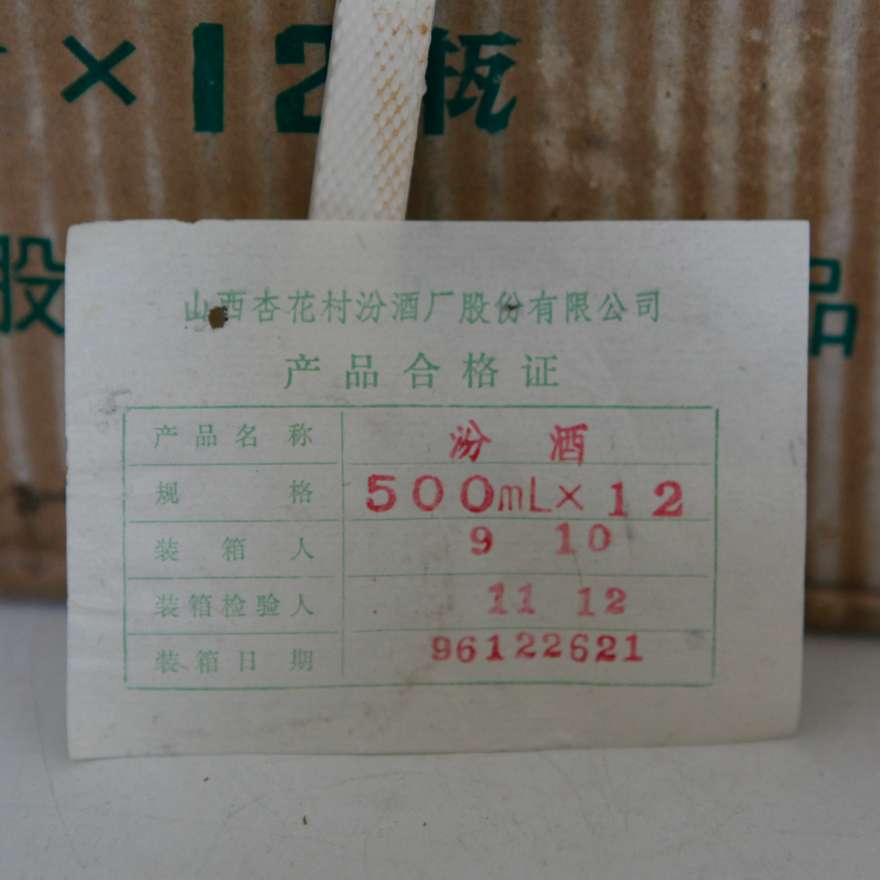 ×12瓶
股
品
山西杏花村汾酒厂股份有限公司
产品合格证
产品名称 汾酒
规格 500mL×12
装箱人 9 10
装箱检验人 11 12
装箱日期 96122621